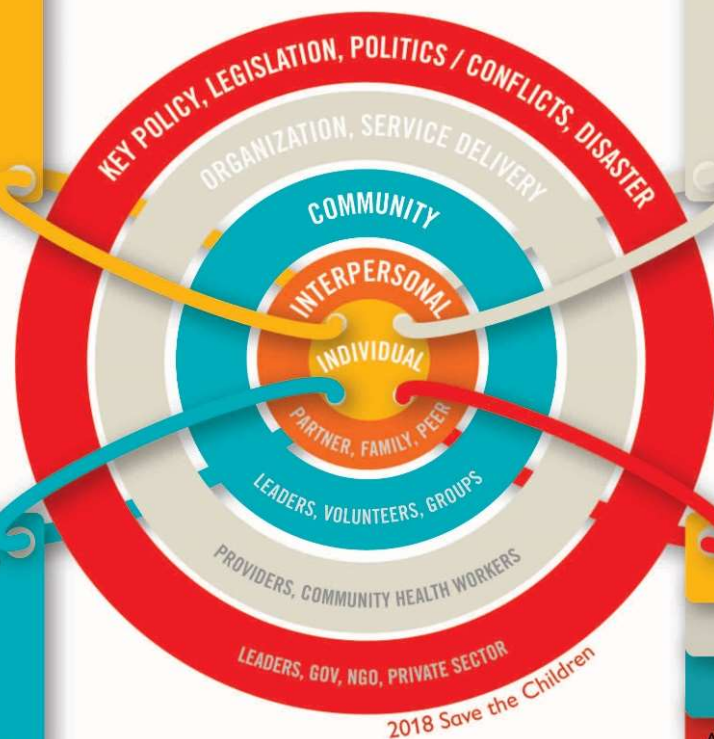 KEY POLICY, LEGISLATION, POLITICS / CONFLICTS, DISASTER
ORGANIZATION, SERVICE DELIVERY
COMMUNITY
INTERPERSONAL
INDIVIDUAL
PARTNER, FAMILY, PEER
LEADERS, VOLUNTEERS, GROUPS
PROVIDERS, COMMUNITY HEALTH WORKERS
LEADERS, GOV, NGO, PRIVATE SECTOR
2018 Save the Children